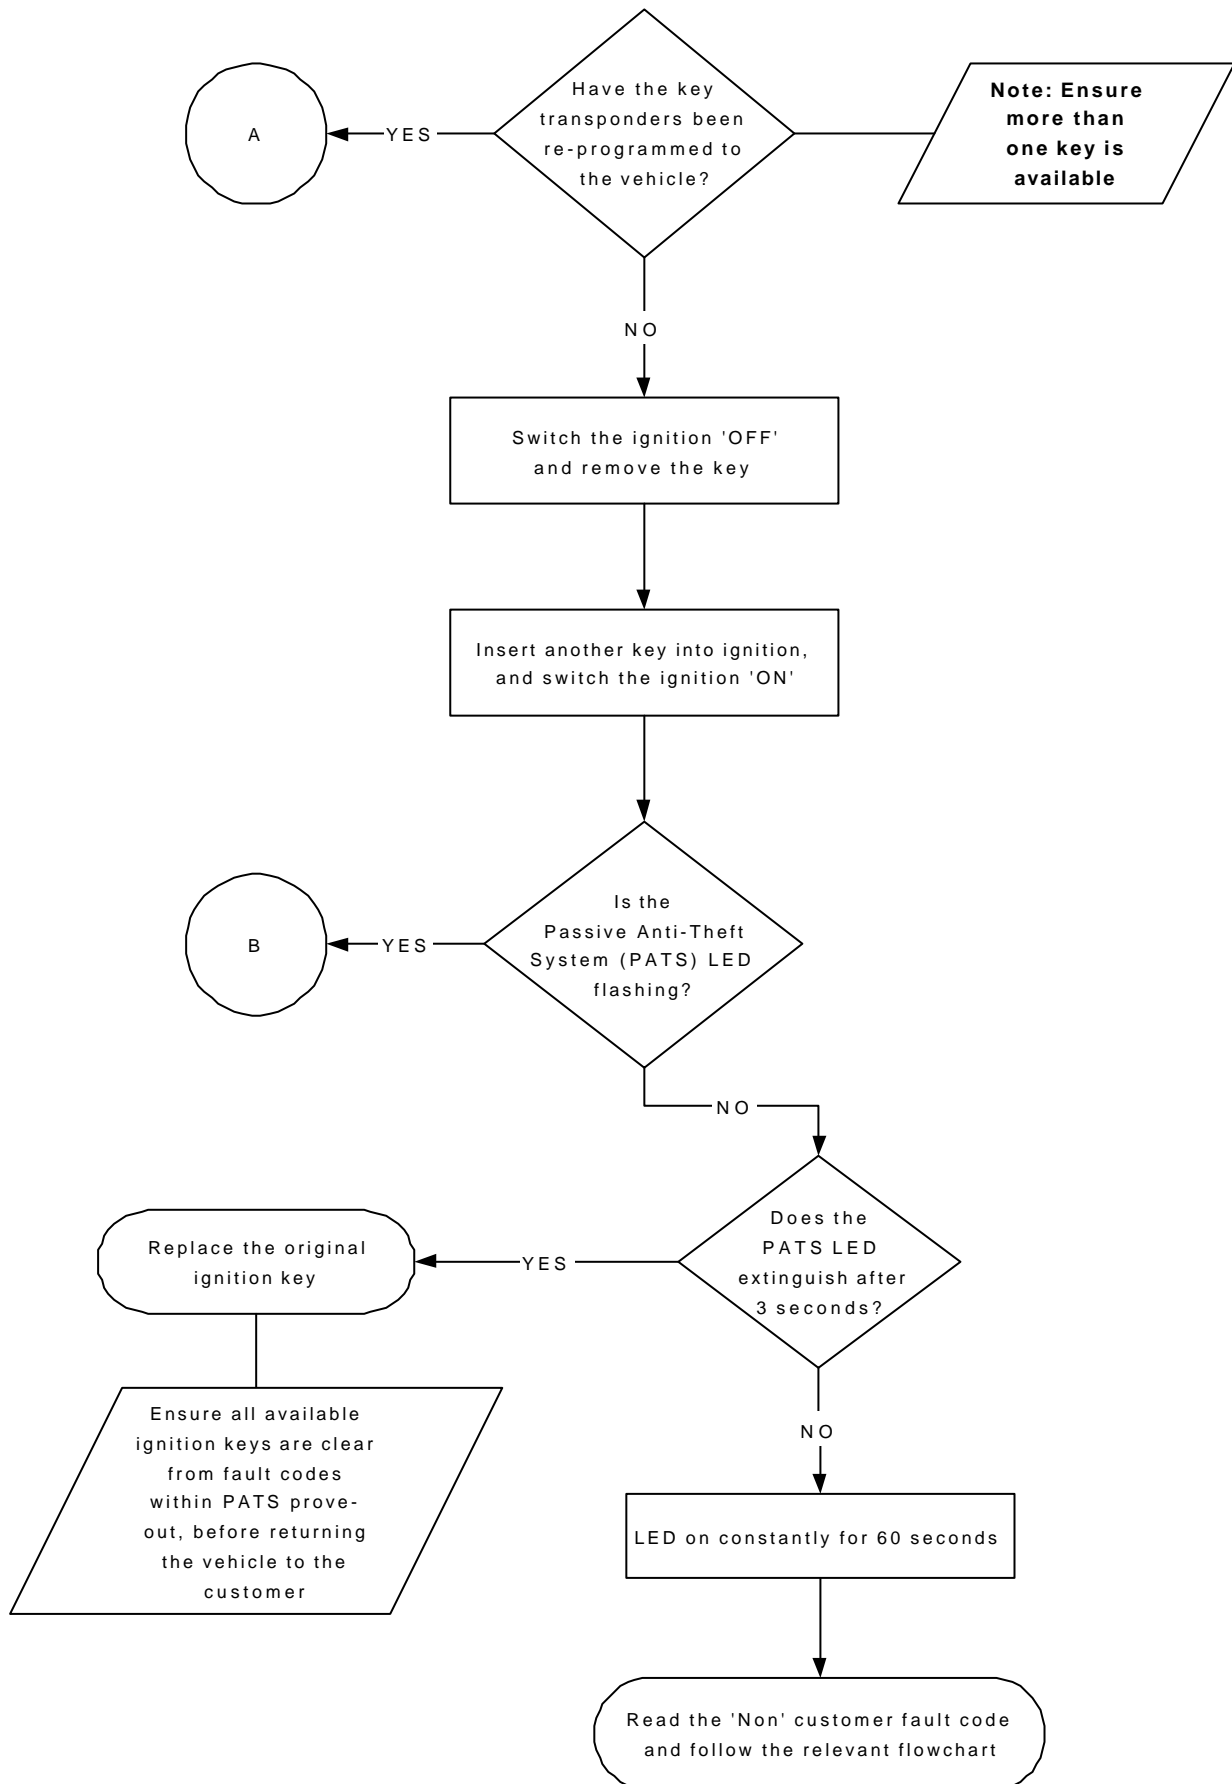 Have the key
transponders been
re-programmed to
the vehicle?
Note: Ensure
more than
one key is
available
A
YES
NO
Switch the ignition 'OFF'
and remove the key
Insert another key into ignition,
and switch the ignition 'ON'
Is the
Passive Anti-Theft
System (PATS) LED
flashing?
B
YES
NO
Does the
PATS LED
extinguish after
3 seconds?
YES
Replace the original
ignition key
Ensure all available
ignition keys are clear
from fault codes
within PATS prove-
out, before returning
the vehicle to the
customer
NO
LED on constantly for 60 seconds
Read the 'Non' customer fault code
and follow the relevant flowchart